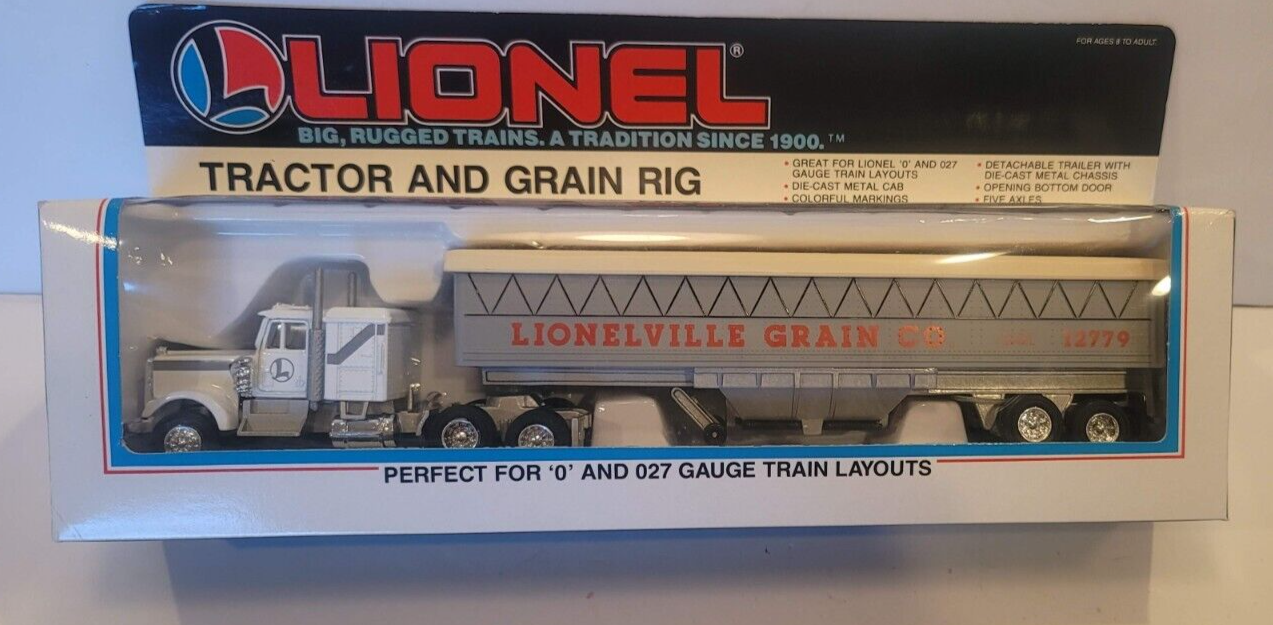 FOR AGES 8 TO ADULT
LIONEL®
BIG, RUGGED TRAINS. A TRADITION SINCE 1900.™
TRACTOR AND GRAIN RIG
• GREAT FOR LIONEL '0' AND 027
GAUGE TRAIN LAYOUTS
• DIE-CAST METAL CAB
• COLORFUL MARKINGS
• DETACHABLE TRAILER WITH
DIE-CAST METAL CHASSIS
• OPENING BOTTOM DOOR
• FIVE AXLES
LIONELVILLE GRAIN CO 12779
L
PERFECT FOR '0' AND 027 GAUGE TRAIN LAYOUTS